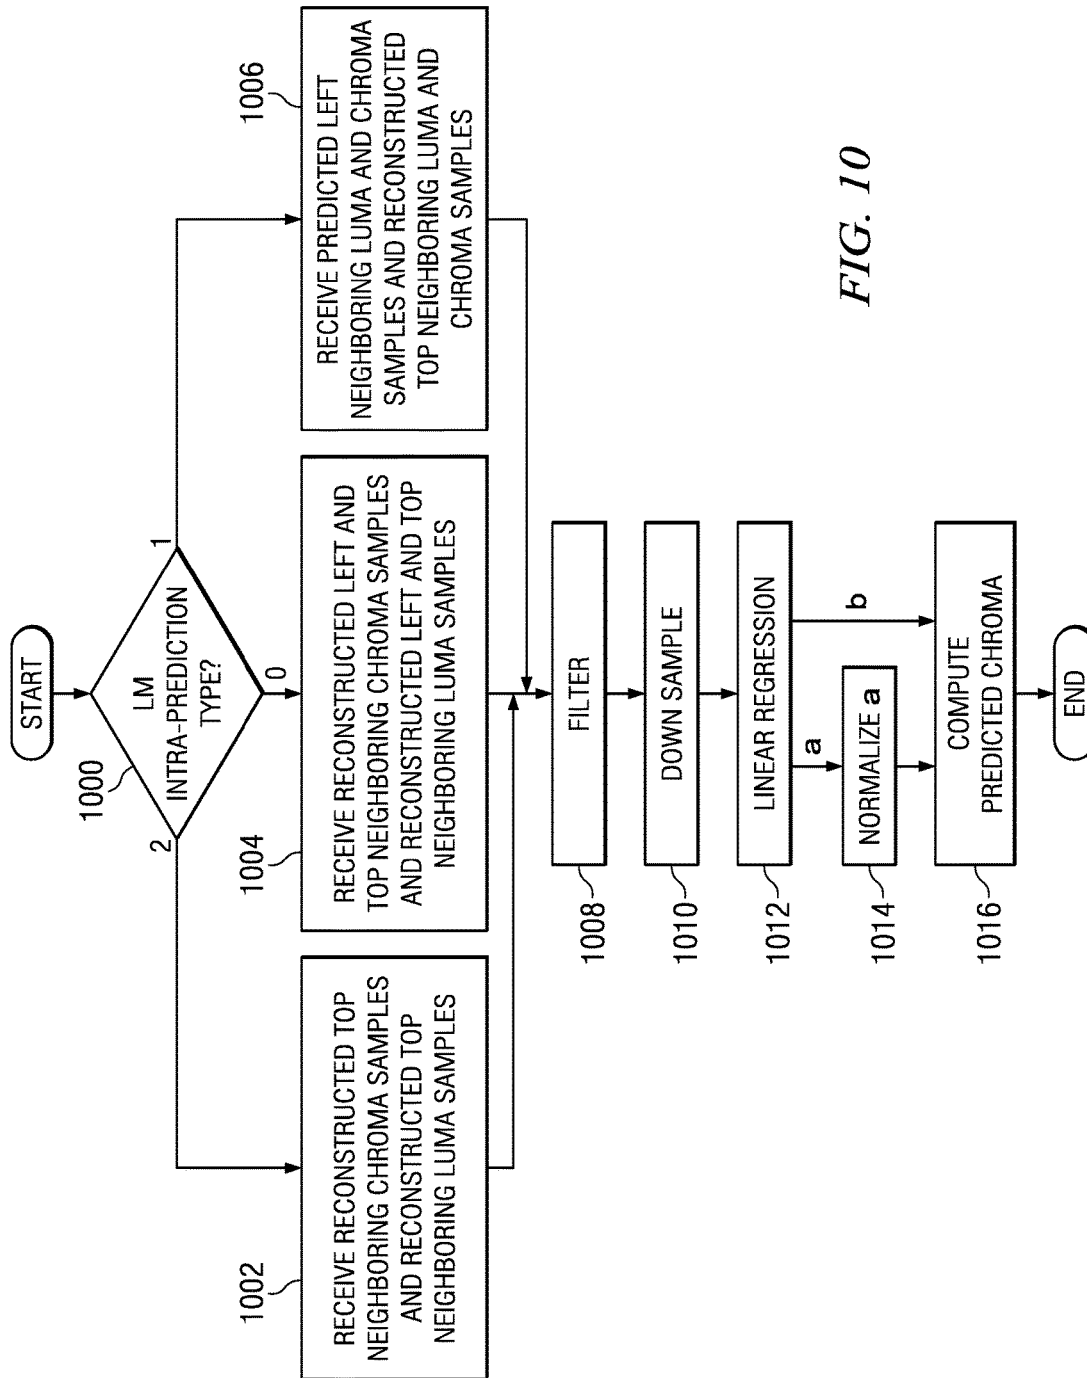 START
1000
LM
INTRA-PREDICTION
TYPE?
2
0
1
1002
RECEIVE RECONSTRUCTED TOP
NEIGHBORING CHROMA SAMPLES
AND RECONSTRUCTED TOP
NEIGHBORING LUMA SAMPLES
1004
RECEIVE RECONSTRUCTED LEFT AND
TOP NEIGHBORING CHROMA SAMPLES
AND RECONSTRUCTED LEFT AND TOP
NEIGHBORING LUMA SAMPLES
1006
RECEIVE PREDICTED LEFT
NEIGHBORING LUMA AND CHROMA
SAMPLES AND RECONSTRUCTED
TOP NEIGHBORING LUMA AND
CHROMA SAMPLES
1008
FILTER
1010
DOWN SAMPLE
1012
LINEAR REGRESSION
a
b
1014
NORMALIZE a
1016
COMPUTE
PREDICTED CHROMA
END
FIG. 10